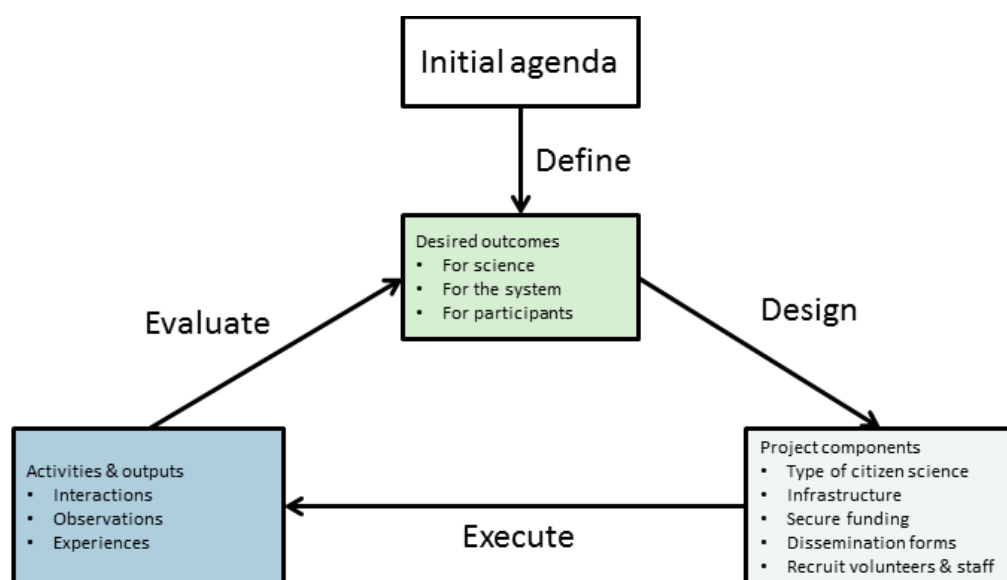 Initial agenda
Define
Desired outcomes
• For science
• For the system
• For participants
Evaluate
Design
Activities & outputs
• Interactions
• Observations
• Experiences
Execute
Project components
• Type of citizen science
• Infrastructure
• Secure funding
• Dissemination forms
• Recruit volunteers & staff